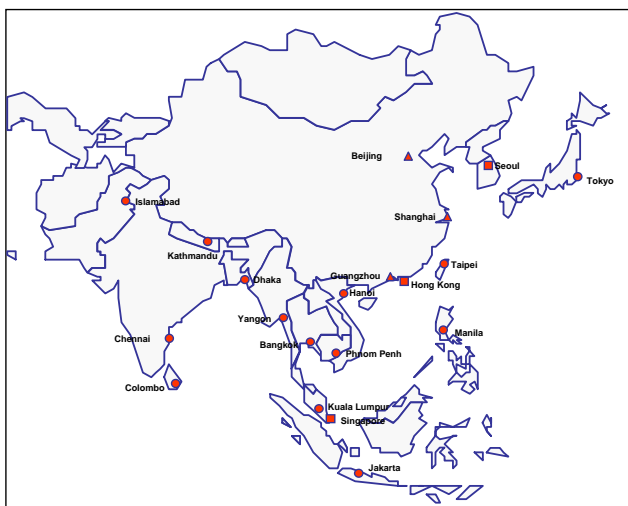 Beijing
Seoul
Tokyo
Islamabad
Shanghai
Kathmandu
Taipei
Dhaka
Guangzhou
Hong Kong
Hanoi
Yangon
Manila
Chennai
Bangkok
Phnom Penh
Colombo
Kuala Lumpur
Singapore
Jakarta